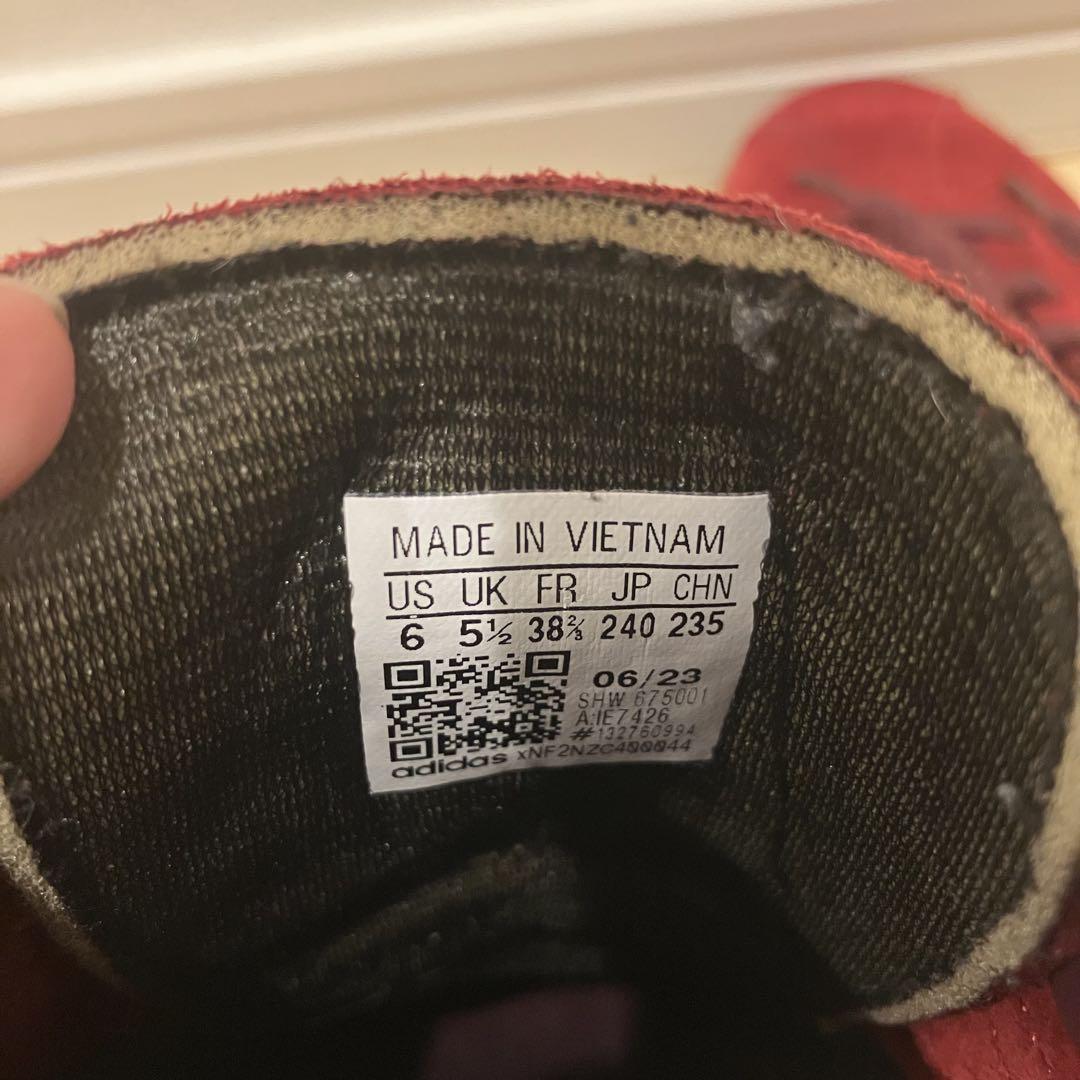 MADE IN VIETNAM
US UK FR JP CHN
6 5½ 38⅔ 240 235
06/23
SHW 675001
A:IE7426
#132760994
adidas xNF2NZC400044